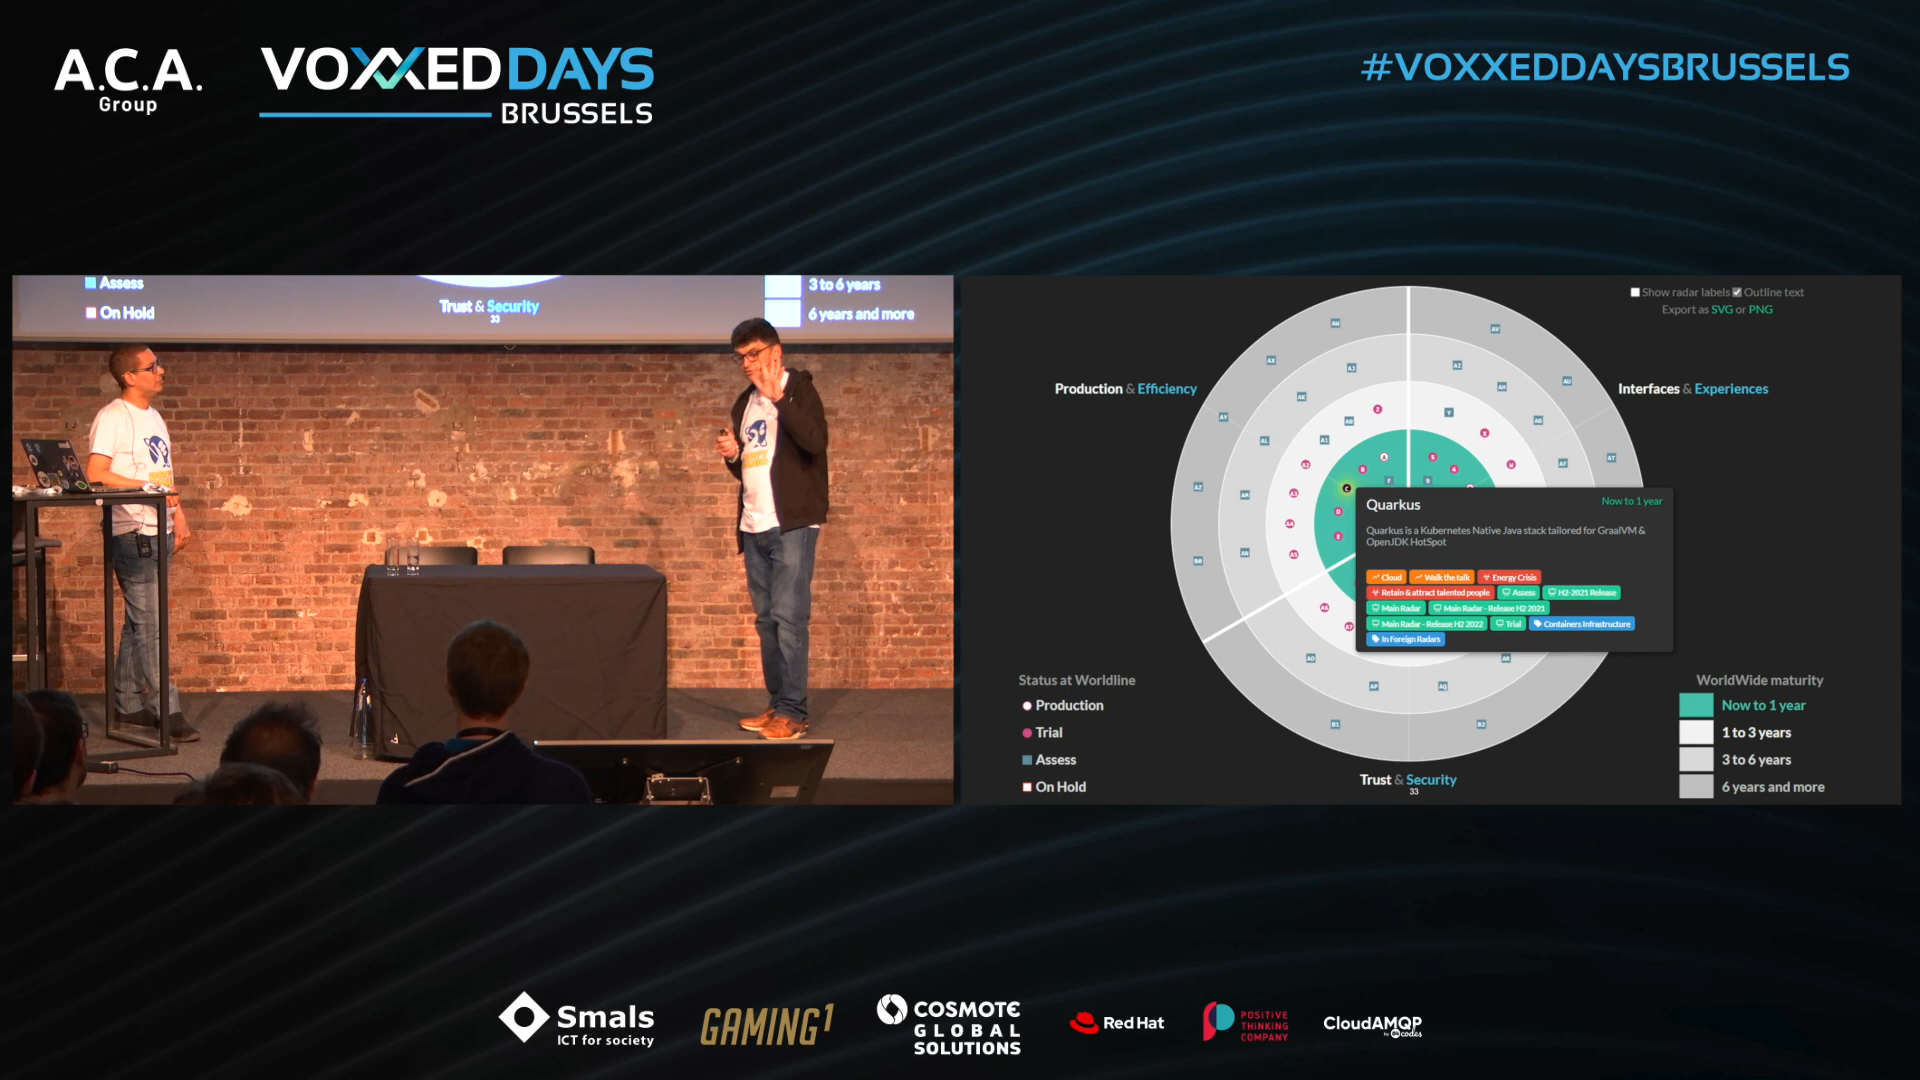 A.C.A.
Group
VOXXEDDAYS
BRUSSELS
#VOXXEDDAYSBRUSSELS
Assess
On Hold
Trust & Security
33
3 to 6 years
6 years and more
Show radar labels Outline text
Export as SVG or PNG
Production & Efficiency
Interfaces & Experiences
Quarkus
Now to 1 year
Quarkus is a Kubernetes Native Java stack tailored for GraalVM &
OpenJDK HotSpot
Cloud Walk the talk Energy Crisis
Retain & attract talented people Assess H2-2021 Release
Main Radar Main Radar - Release H2 2021
Main Radar - Release H2 2022 Trial Containers Infrastructure
In Foreign Radars
Status at Worldline
Production
Trial
Assess
On Hold
Trust & Security
33
WorldWide maturity
Now to 1 year
1 to 3 years
3 to 6 years
6 years and more
Smals
ICT for society
GAMING1
COSMOTE
GLOBAL
SOLUTIONS
Red Hat
POSITIVE
THINKING
COMPANY
CloudAMQP
by 84codes